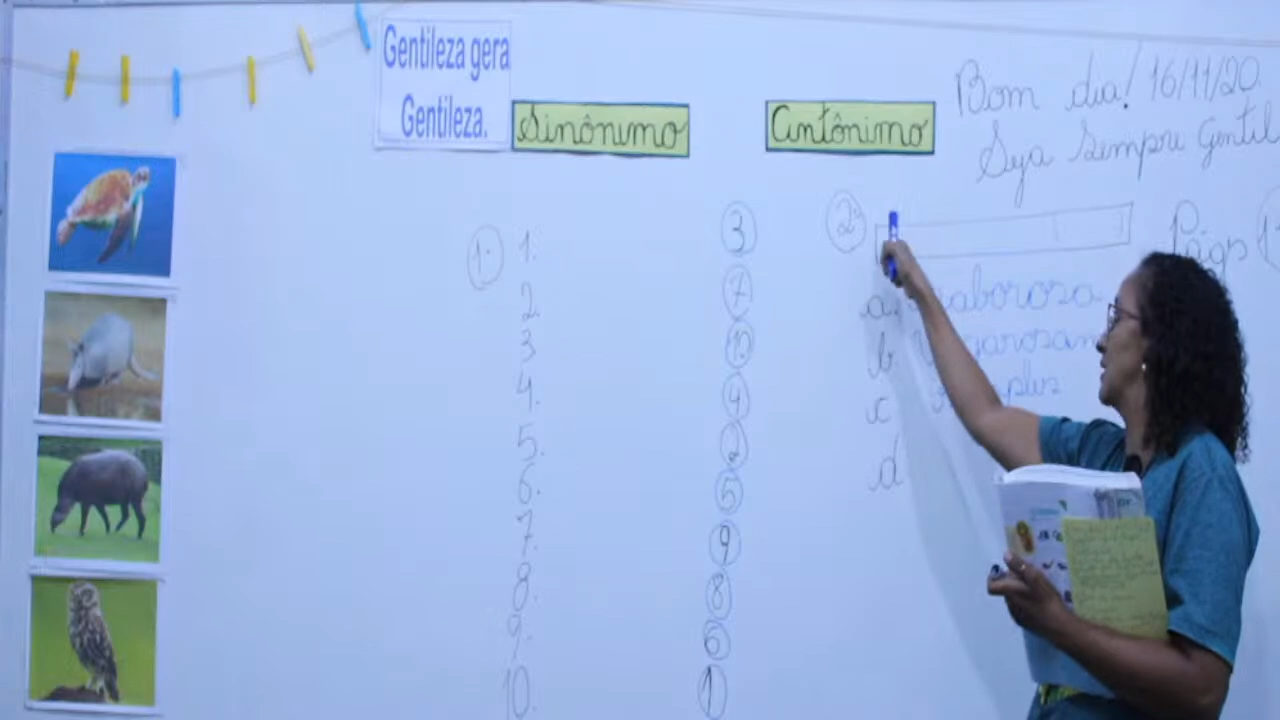 Gentileza gera
Gentileza.
Sinônimo
Antônimo
Bom dia! 16/11/20
Seja sempre gentil
1.
1.
2.
3
4.
5.
6.
7.
8.
9.
10.
3
7
10
4
2
5
9
8
6
1
2.
Págs
a.
b
c
d